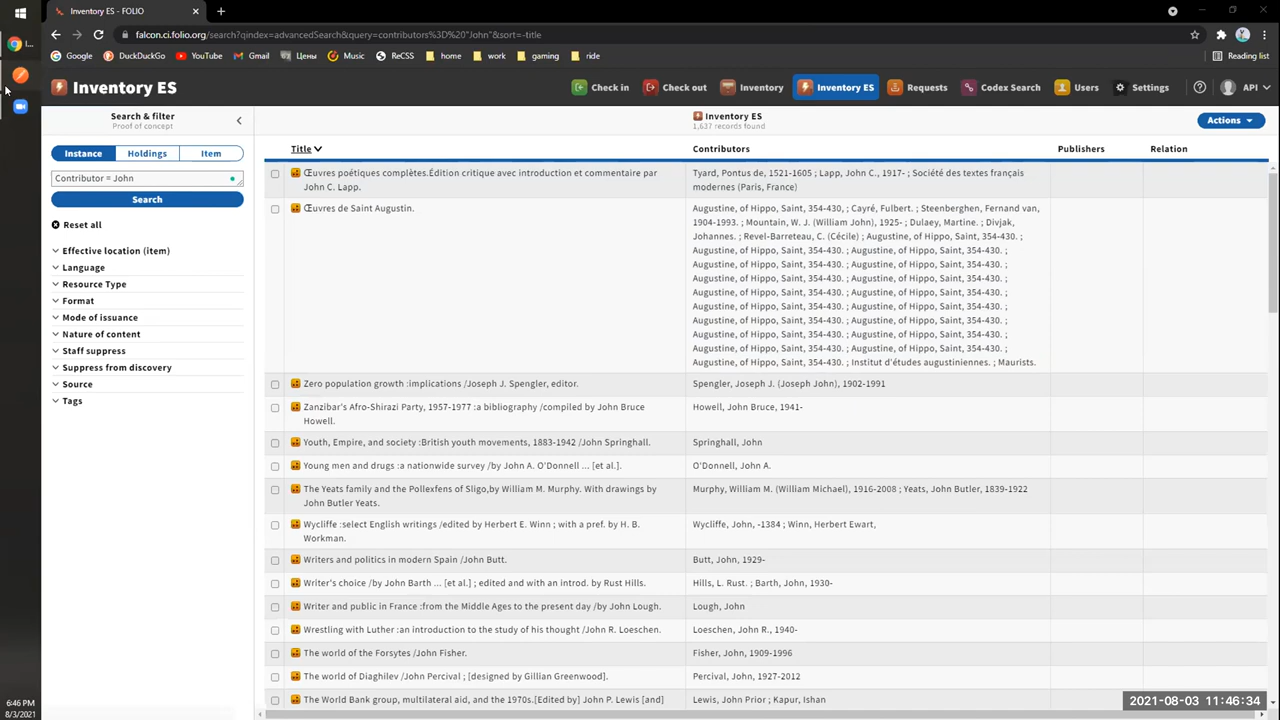 Inventory ES - FOLIO
falcon.ci.folio.org/search?qindex=advancedSearch&query=contributors%3D%20"John"&sort=-title
Google
DuckDuckGo
YouTube
Gmail
Цены
Music
ReCSS
home
work
gaming
ride
Reading list
Inventory ES
Check in
Check out
Inventory
Inventory ES
Requests
Codex Search
Users
Settings
API
Search & filter
Proof of concept
Inventory ES
1,637 records found
Actions
Instance
Holdings
Item
Contributor = John
Search
Reset all
Effective location (item)
Language
Resource Type
Format
Mode of issuance
Nature of content
Staff suppress
Suppress from discovery
Source
Tags
Title
Contributors
Publishers
Relation
Œuvres poétiques complètes.Édition critique avec introduction et commentaire par
John C. Lapp.
Tyard, Pontus de, 1521-1605 ; Lapp, John C., 1917- ; Société des textes français
modernes (Paris, France)
Œuvres de Saint Augustin.
Augustine, of Hippo, Saint, 354-430, ; Cayré, Fulbert. ; Steenberghen, Fernand van,
1904-1993. ; Mountain, W. J. (William John), 1925- ; Dulaey, Martine. ; Divjak,
Johannes. ; Revel-Barreteau, C. (Cécile) ; Augustine, of Hippo, Saint, 354-430. ;
Augustine, of Hippo, Saint, 354-430. ; Augustine, of Hippo, Saint, 354-430. ;
Augustine, of Hippo, Saint, 354-430. ; Augustine, of Hippo, Saint, 354-430. ;
Augustine, of Hippo, Saint, 354-430. ; Augustine, of Hippo, Saint, 354-430. ;
Augustine, of Hippo, Saint, 354-430. ; Augustine, of Hippo, Saint, 354-430. ;
Augustine, of Hippo, Saint, 354-430. ; Augustine, of Hippo, Saint, 354-430. ;
Augustine, of Hippo, Saint, 354-430. ; Augustine, of Hippo, Saint, 354-430. ;
Augustine, of Hippo, Saint, 354-430. ; Augustine, of Hippo, Saint, 354-430. ;
Augustine, of Hippo, Saint, 354-430. ; Institut d'études augustiniennes. ; Maurists.
Zero population growth :implications /Joseph J. Spengler, editor.
Spengler, Joseph J. (Joseph John), 1902-1991
Zanzibar's Afro-Shirazi Party, 1957-1977 :a bibliography /compiled by John Bruce
Howell.
Howell, John Bruce, 1941-
Youth, Empire, and society :British youth movements, 1883-1942 /John Springhall.
Springhall, John
Young men and drugs :a nationwide survey /by John A. O'Donnell ... [et al.].
O'Donnell, John A.
The Yeats family and the Pollexfens of Sligo,by William M. Murphy. With drawings by
John Butler Yeats.
Murphy, William M. (William Michael), 1916-2008 ; Yeats, John Butler, 1839-1922
Wycliffe :select English writings /edited by Herbert E. Winn ; with a pref. by H. B.
Workman.
Wycliffe, John, -1384 ; Winn, Herbert Ewart,
Writers and politics in modern Spain /John Butt.
Butt, John, 1929-
Writer's choice /by John Barth ... [et al.] ; edited and with an introd. by Rust Hills.
Hills, L. Rust. ; Barth, John, 1930-
Writer and public in France :from the Middle Ages to the present day /by John Lough.
Lough, John
Wrestling with Luther :an introduction to the study of his thought /John R. Loeschen.
Loeschen, John R., 1940-
The world of the Forsytes /John Fisher.
Fisher, John, 1909-1996
The world of Diaghilev /John Percival ; [designed by Gillian Greenwood].
Percival, John, 1927-2012
The World Bank group, multilateral aid, and the 1970s.[Edited by] John P. Lewis [and]
Lewis, John Prior ; Kapur, Ishan
6:46 PM
8/3/2021
2021-08-03 11:46:34